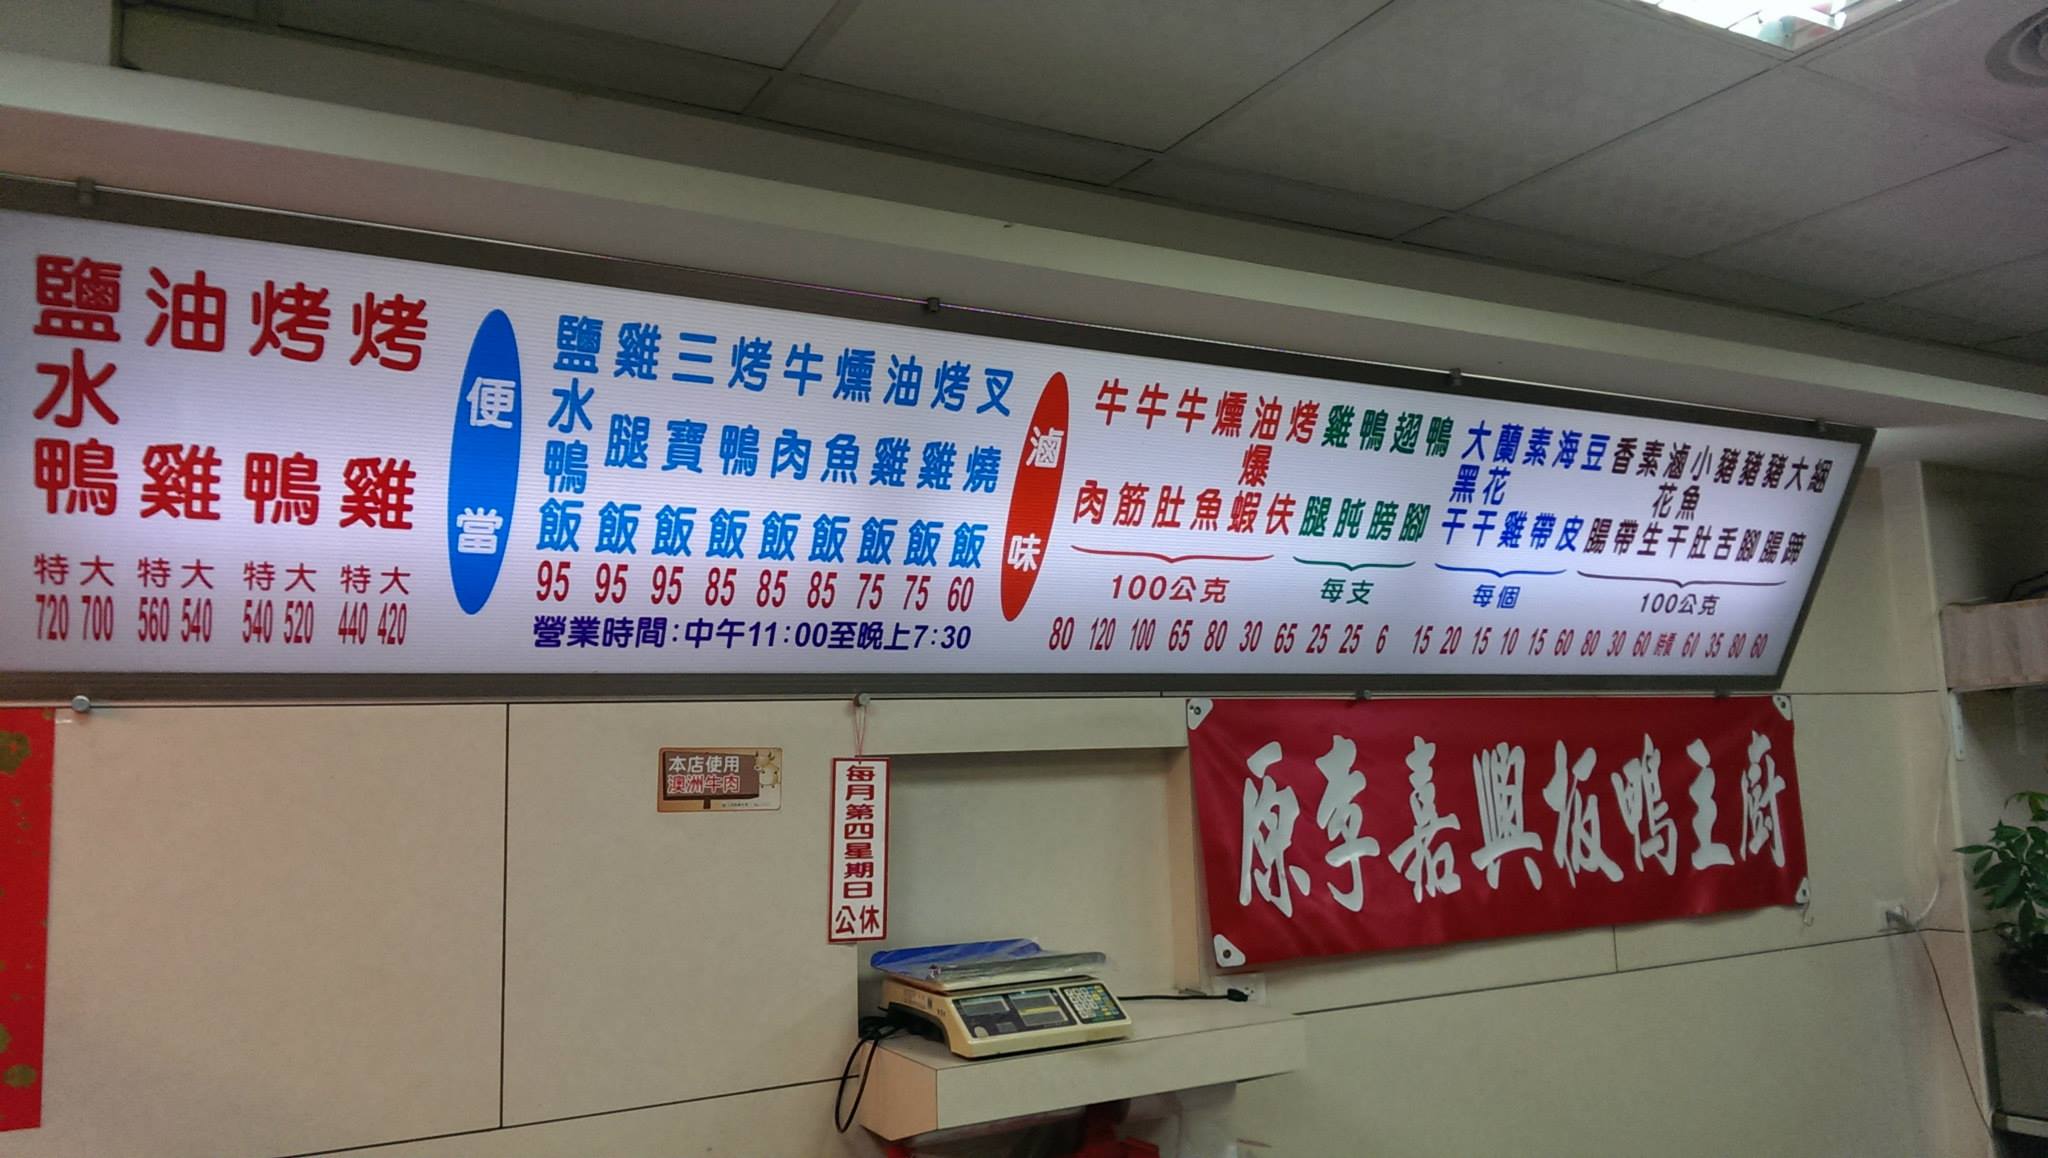 鹽水鴨
特 720
大 700
油雞
特 560
大 540
烤鴨
特 540
大 520
烤雞
特 440
大 420
便當
鹽水鴨飯 95
雞腿飯 95
三寶飯 95
烤鴨飯 85
牛肉飯 85
燻魚飯 85
油雞飯 75
烤雞飯 75
叉燒飯 60
營業時間:中午11:00至晚上7:30
滷味
牛肉 80
牛筋 120
牛肚 100
燻魚 65
油爆蝦 80
烤伕 30
100公克
雞腿 65
鴨肫 25
翅膀 25
鴨腳 6
每支
大黑干 15
蘭花干 20
素雞 15
海帶 10
豆皮 15
每個
香腸 60
素帶 80
滷花生 30
小魚干 60
豬肚 時價
豬舌 60
豬腳 35
大腸 80
綑蹄 60
100公克
本店使用
澳洲牛肉
每月第四星期日
公休
原李嘉興板鴨主廚